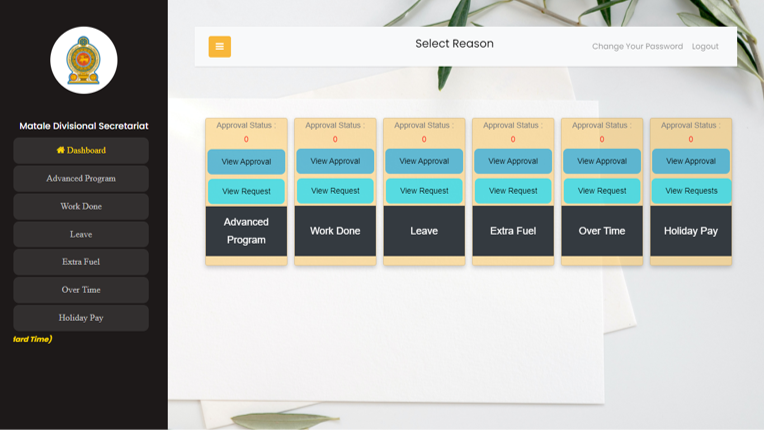 Select Reason
Change Your Password Logout
Matale Divisional Secretariat
Dashboard
Advanced Program
Work Done
Leave
Extra Fuel
Over Time
Holiday Pay
Time)
Approval Status :
0
View Approval
View Request
Advanced
Program
Approval Status :
0
View Approval
View Request
Work Done
Approval Status :
0
View Approval
View Request
Leave
Approval Status :
0
View Approval
View Request
Extra Fuel
Approval Status :
0
View Approval
View Request
Over Time
Approval Status :
0
View Approval
View Requests
Holiday Pay